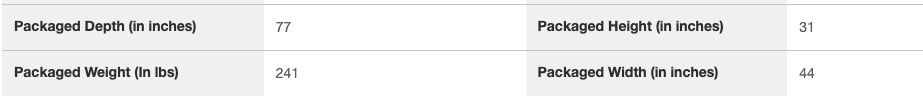 Packaged Depth (in inches) 77 Packaged Height (in inches) 31
Packaged Weight (In lbs) 241 Packaged Width (in inches) 44